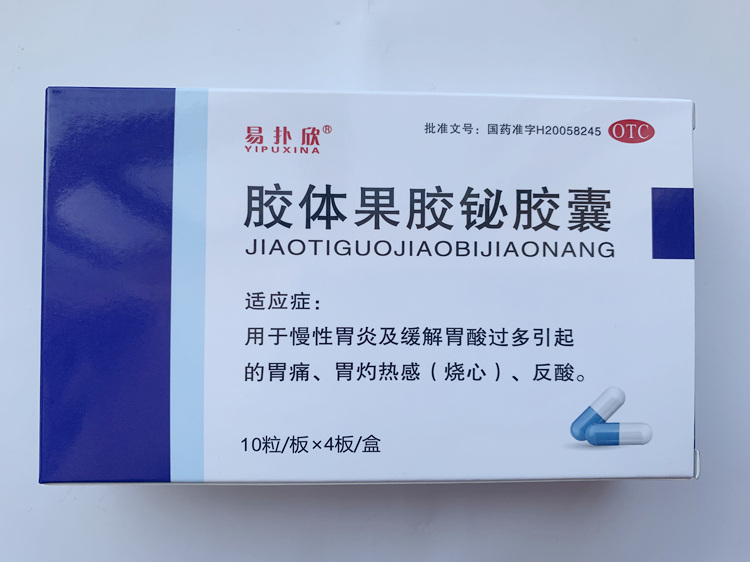 易扑欣®
YIPUXINA
批准文号：国药准字H20058245
OTC
胶体果胶铋胶囊
JIAOTIGUOJIAOBIJIAONANG
适应症：
用于慢性胃炎及缓解胃酸过多引起
的胃痛、胃灼热感（烧心）、反酸。
10粒/板×4板/盒